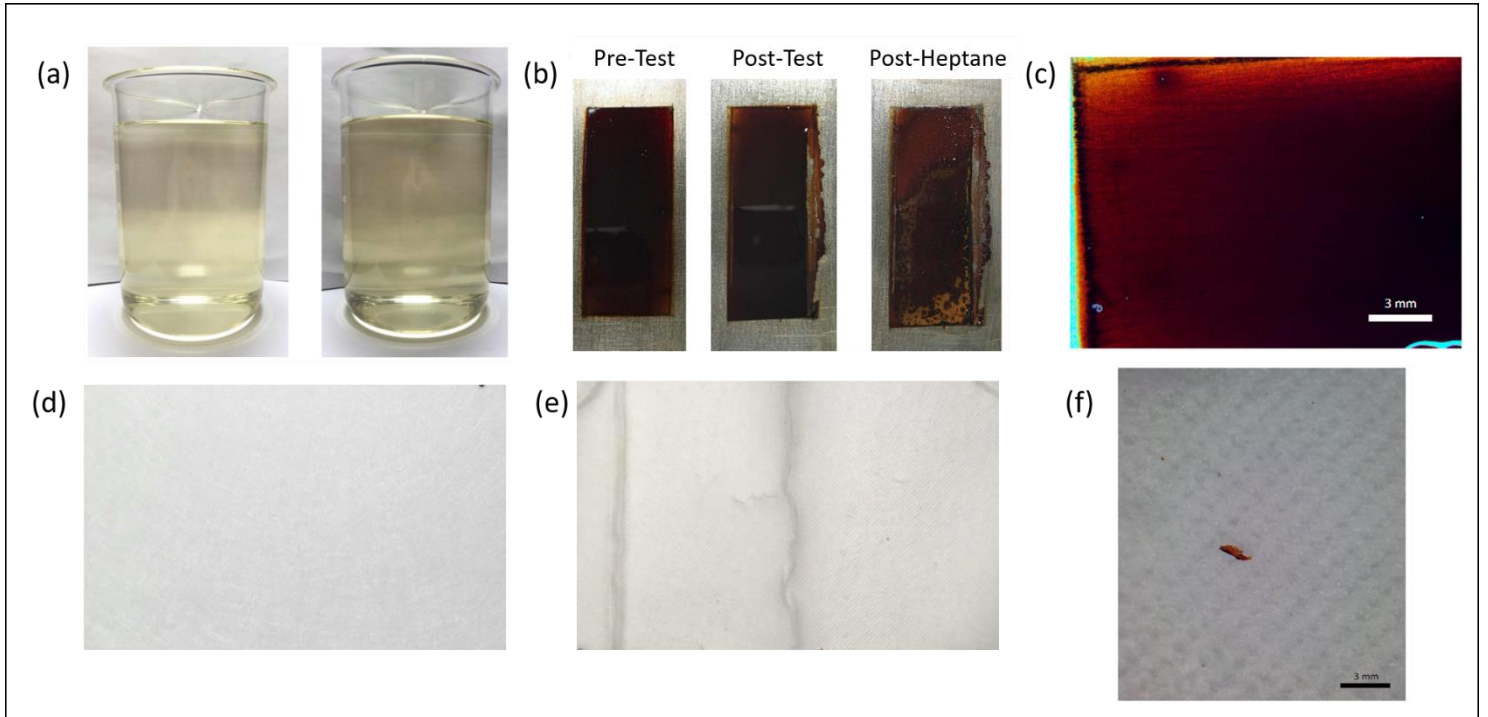 (a)
(b)
Pre-Test Post-Test Post-Heptane
(c)
3 mm
(d)
(e)
(f)
3 mm